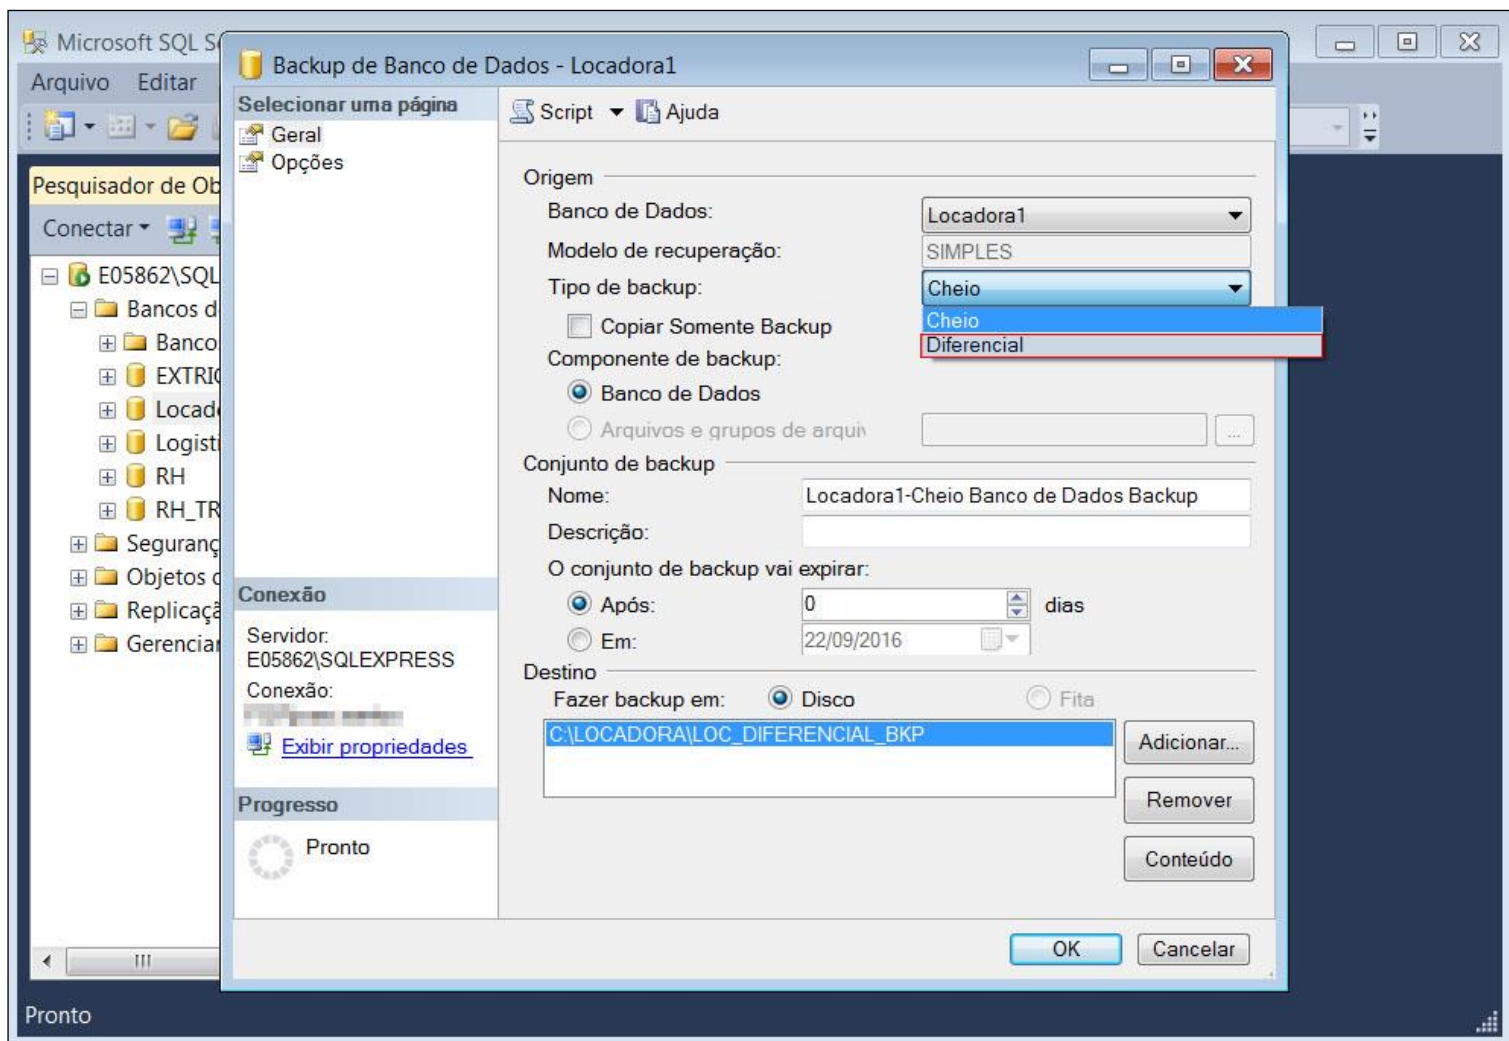 Microsoft SQL S
Backup de Banco de Dados - Locadora1
Arquivo Editar
Selecionar uma página
Geral
Opções
Script Ajuda
Pesquisador de Ob
Conectar
E05862\SQL
Bancos d
Banco
EXTRI
Locad
Logisti
RH
RH_TR
Seguranç
Objetos
Replicaçã
Gerenciar
Origem
Banco de Dados: Locadora1
Modelo de recuperação: SIMPLES
Tipo de backup: Cheio
Cheio
Diferencial
Copiar Somente Backup
Componente de backup:
Banco de Dados
Arquivos e grupos de arquiv ...
Conjunto de backup
Nome: Locadora1-Cheio Banco de Dados Backup
Descrição:
O conjunto de backup vai expirar:
Após: 0 dias
Em: 22/09/2016
Destino
Fazer backup em: Disco Fita
C:\LOCADORA\LOC_DIFERENCIAL_BKP
Adicionar...
Remover
Conteúdo
Conexão
Servidor:
E05862\SQLEXPRESS
Conexão:
Exibir propriedades
Progresso
Pronto
OK Cancelar
Pronto